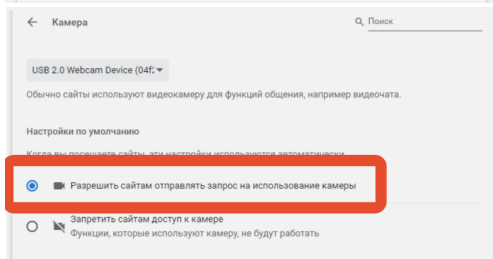 Камера
Поиск
USB 2.0 Webcam Device (04f2
Обычно сайты используют видеокамеру для функций общения, например видеочата.
Настройки по умолчанию
Когда вы посещаете сайты, эти настройки используются автоматически
Разрешить сайтам отправлять запрос на использование камеры
Запретить сайтам доступ к камере
Функции, которые используют камеру, не будут работать